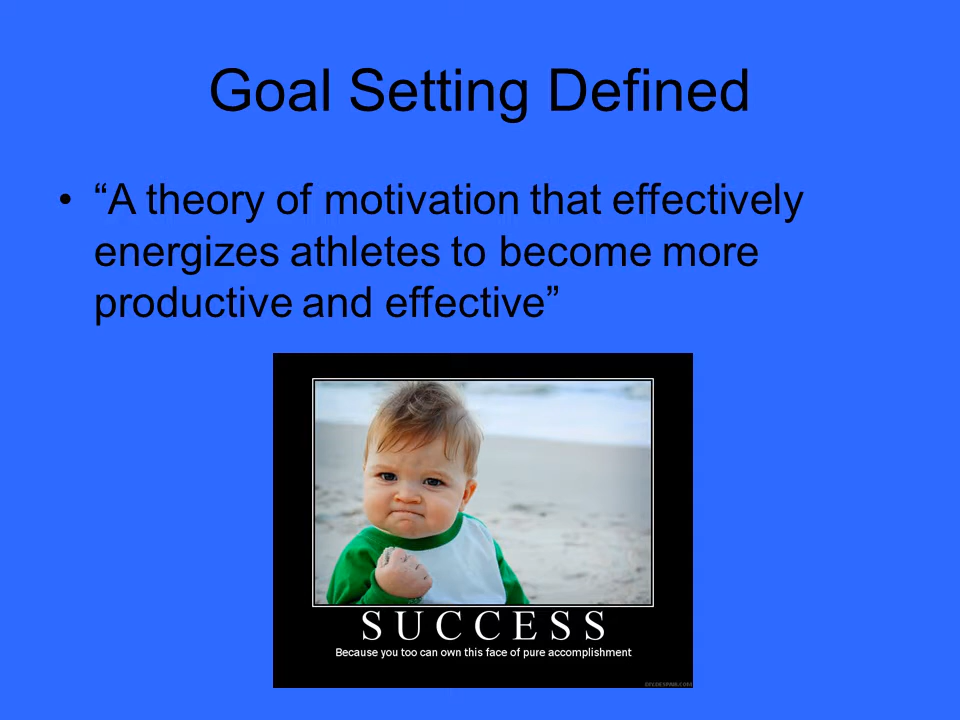 Goal Setting Defined
• “A theory of motivation that effectively
energizes athletes to become more
productive and effective”
SUCCESS
Because you too can own this face of pure accomplishment